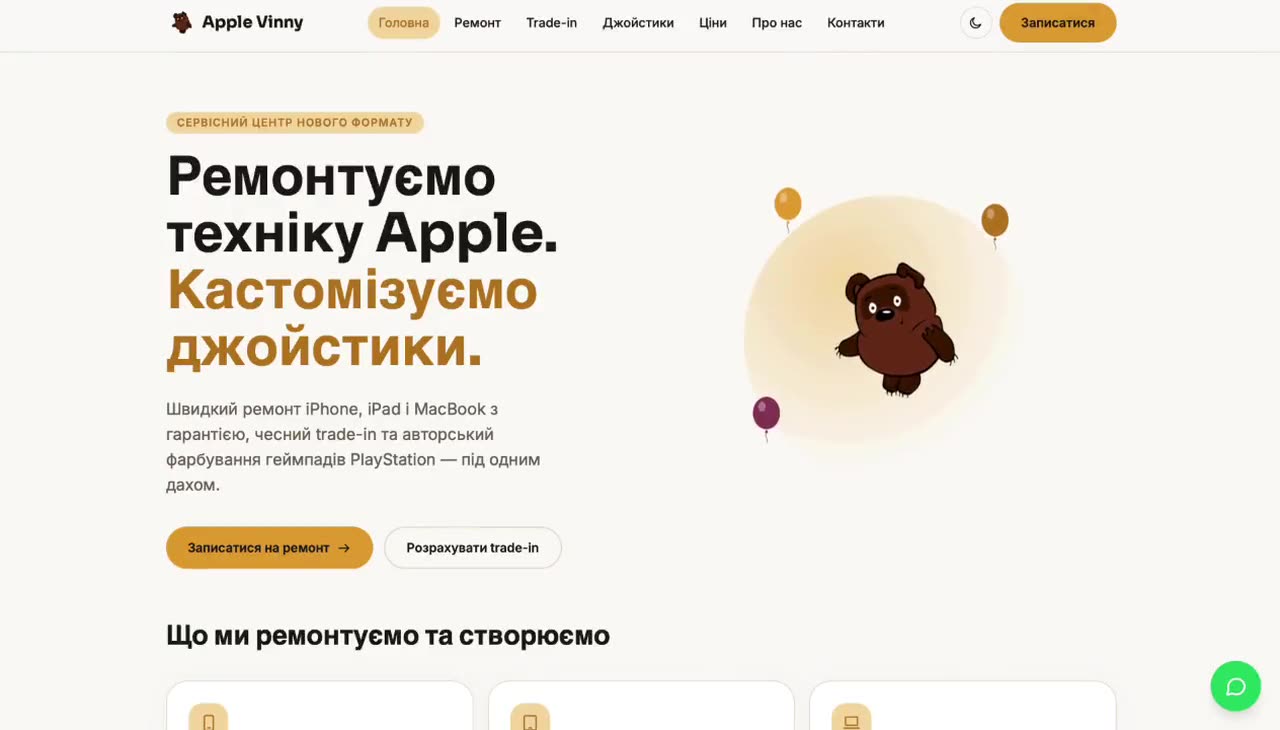 Apple Vinny
Головна
Ремонт
Trade-in
Джойстики
Ціни
Про нас
Контакти
Записатися
СЕРВІСНИЙ ЦЕНТР НОВОГО ФОРМАТУ
Ремонтуємо
техніку Apple.
Кастомізуємо
джойстики.
Швидкий ремонт iPhone, iPad і MacBook з
гарантією, чесний trade-in та авторський
фарбування геймпадів PlayStation — під одним
дахом.
Записатися на ремонт →
Розрахувати trade-in
Що ми ремонтуємо та створюємо